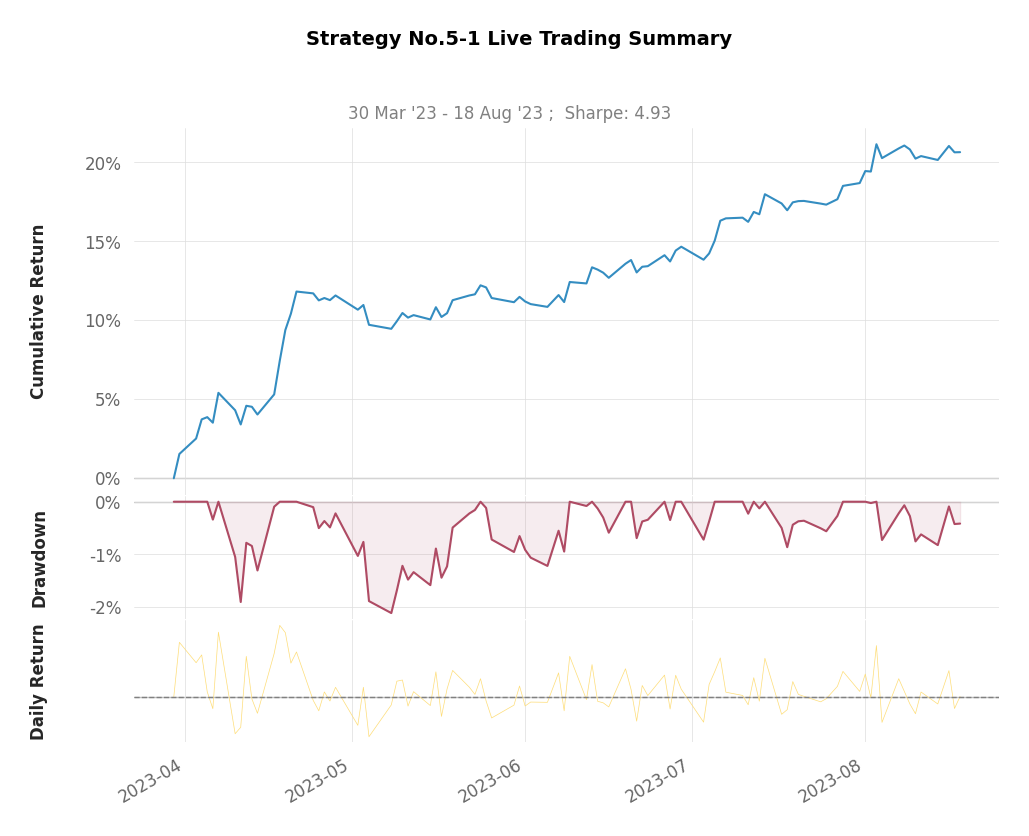 Strategy No.5-1 Live Trading Summary
30 Mar '23 - 18 Aug '23 ;  Sharpe: 4.93
Cumulative Return
20%
15%
10%
5%
0%
Drawdown
0%
-1%
-2%
Daily Return
2023-04
2023-05
2023-06
2023-07
2023-08